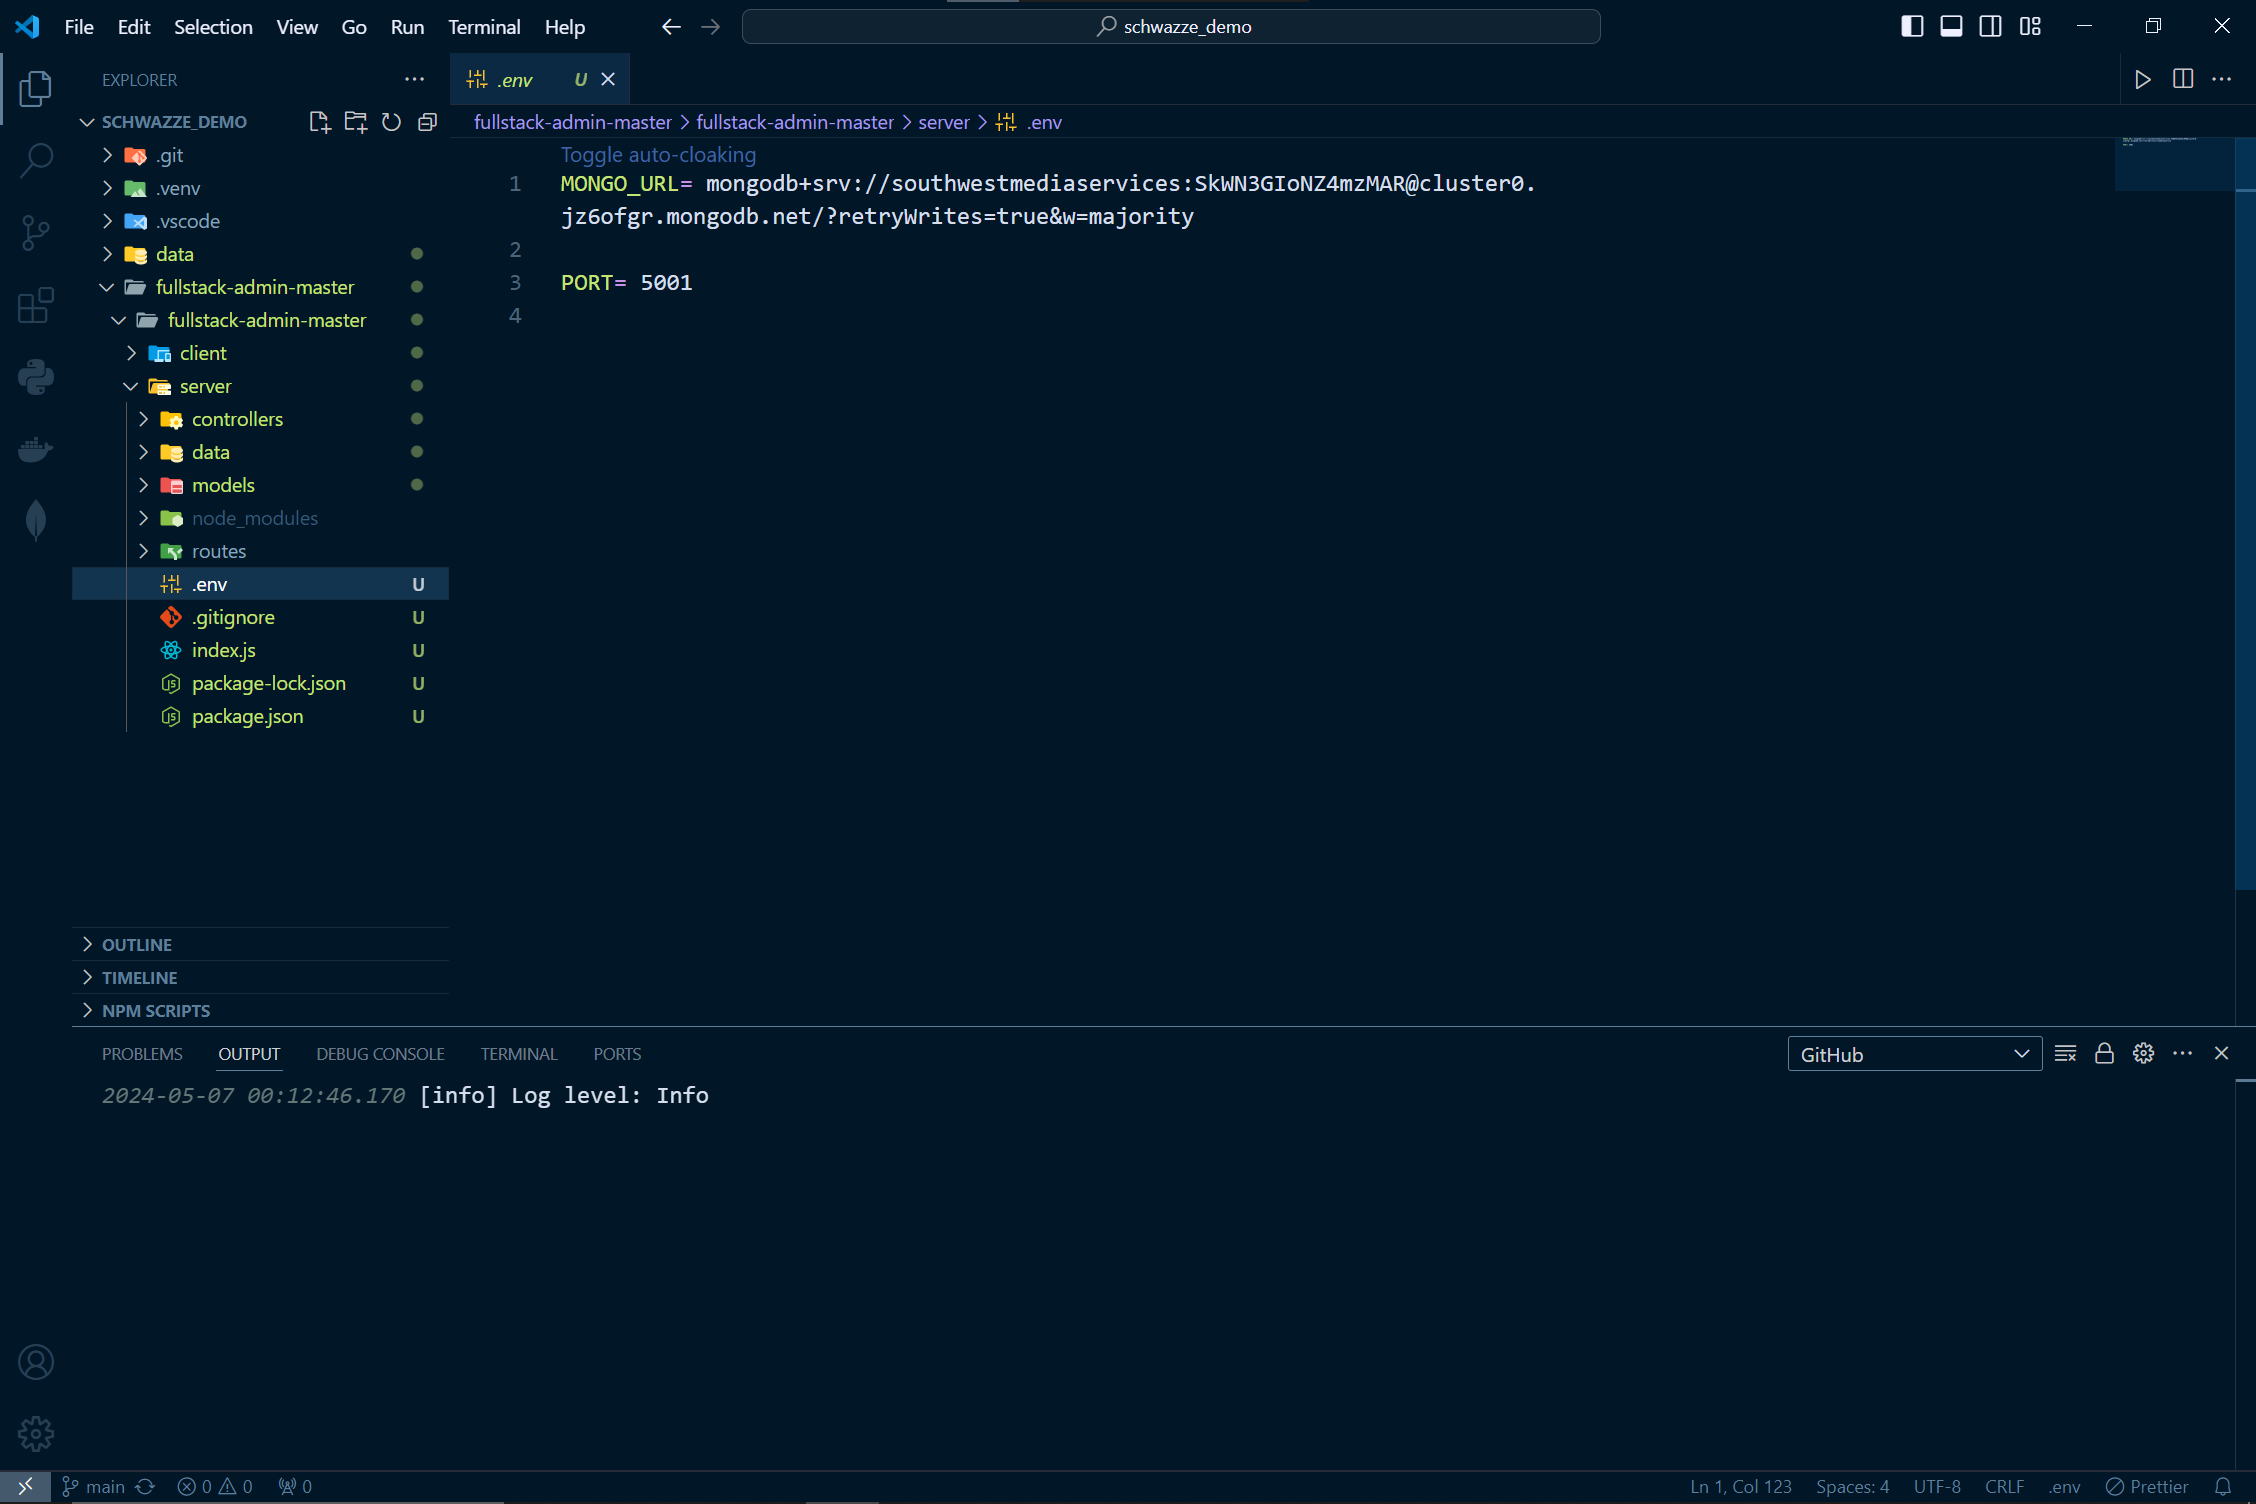 File Edit Selection View Go Run Terminal Help
schwazze_demo
EXPLORER
.env U
SCHWAZZE_DEMO
fullstack-admin-master > fullstack-admin-master > server > .env
.git
.venv
.vscode
data
fullstack-admin-master
fullstack-admin-master
client
server
controllers
data
models
node_modules
routes
.env U
.gitignore U
index.js U
package-lock.json U
package.json U
OUTLINE
TIMELINE
NPM SCRIPTS
Toggle auto-cloaking
1 MONGO_URL= mongodb+srv://southwestmediaservices:SkWN3GIoNZ4mzMAR@cluster0.
jz6ofgr.mongodb.net/?retryWrites=true&w=majority
2
3 PORT= 5001
4
PROBLEMS OUTPUT DEBUG CONSOLE TERMINAL PORTS
GitHub
2024-05-07 00:12:46.170 [info] Log level: Info
main 0 0 0
Ln 1, Col 123 Spaces: 4 UTF-8 CRLF .env Prettier